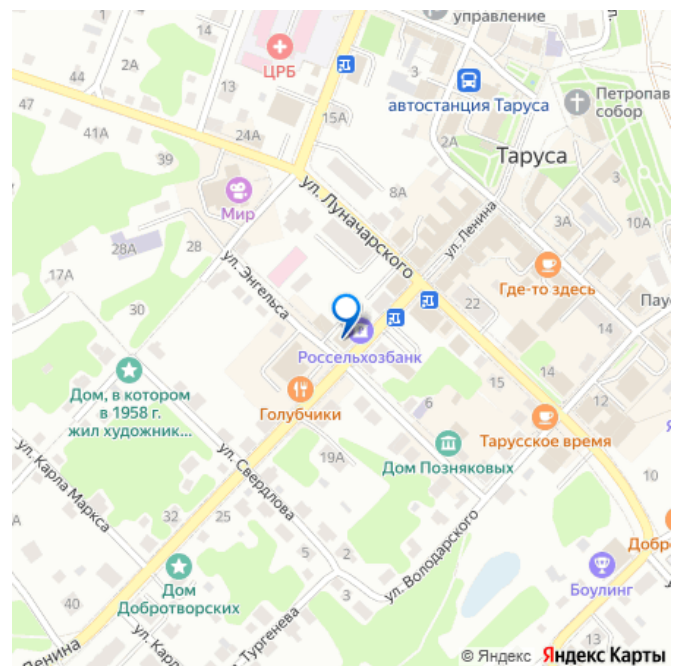 управление
44
2А
13
ЦРБ
3
автостанция Таруса
Петропав
собор
47
15А
41А
24А
2А
Таруса
39
8А
3
Мир
ул. Луначарского
ул. Ленина
3А
10А
28А
28
17А
ул. Энгельса
Где-то здесь
Пау
30
22
14
Россельхозбанк
14
Дом, в котором
в 1958 г.
жил художник...
Голубчики
15
6
12
Тарусское время
Дом Позняковых
ул. Карла Маркса
ул. Свердлова
19А
10
А
32
25
ул. Володарского
Добр
5
2
Дом
Добротворских
3
Боулинг
40
Тургенева
13
Ленина
ул. Кар
© Яндекс Яндекс Карты